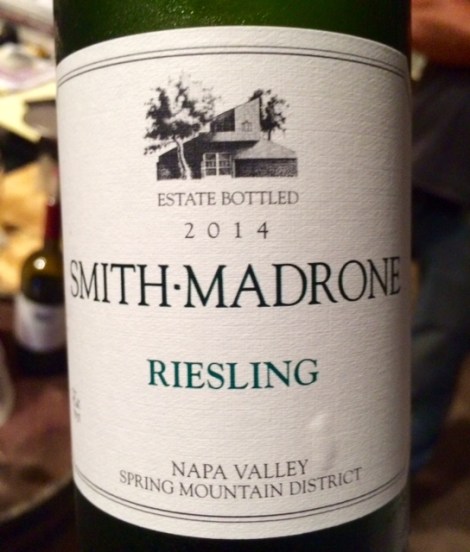 ESTATE BOTTLED
2014
SMITH·MADRONE
RIESLING
NAPA VALLEY
SPRING MOUNTAIN DISTRICT